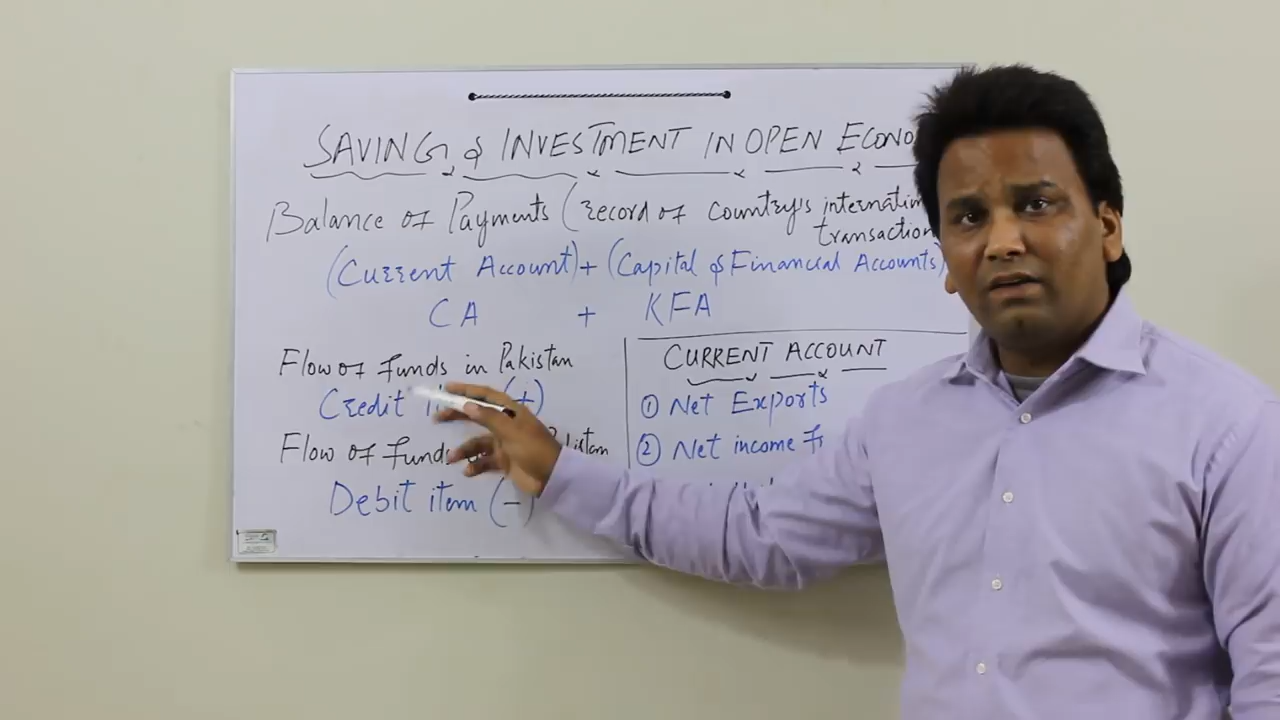 SAVING & INVESTMENT IN OPEN ECONO
Balance of Payments (record of country's internation
transaction
(Current Account) + (Capital & Financial Accounts)
CA + KFA
Flow of funds in Pakistan
Credit (+)
Flow of funds
Debit item (-)
CURRENT ACCOUNT
① Net Exports
② Net income fr